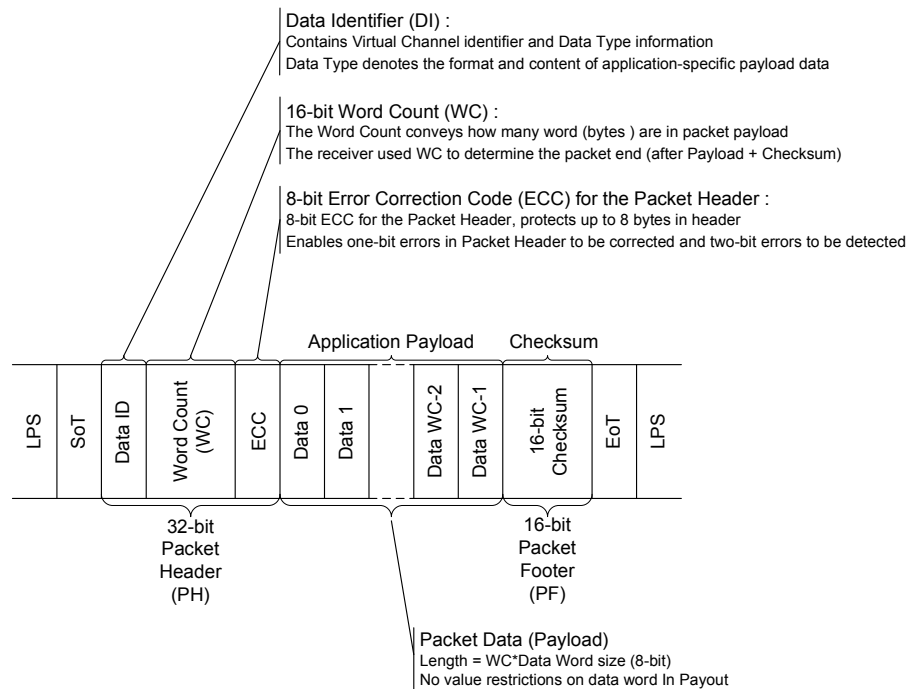 Data Identifier (DI) :
Contains Virtual Channel identifier and Data Type information
Data Type denotes the format and content of application-specific payload data
16-bit Word Count (WC) :
The Word Count conveys how many word (bytes ) are in packet payload
The receiver used WC to determine the packet end (after Payload + Checksum)
8-bit Error Correction Code (ECC) for the Packet Header :
8-bit ECC for the Packet Header, protects up to 8 bytes in header
Enables one-bit errors in Packet Header to be corrected and two-bit errors to be detected
Application Payload
Checksum
LPS
SoT
Data ID
Word Count
(WC)
ECC
Data 0
Data 1
Data WC-2
Data WC-1
16-bit
Checksum
EoT
LPS
32-bit
Packet
Header
(PH)
16-bit
Packet
Footer
(PF)
Packet Data (Payload)
Length = WC*Data Word size (8-bit)
No value restrictions on data word In Payout